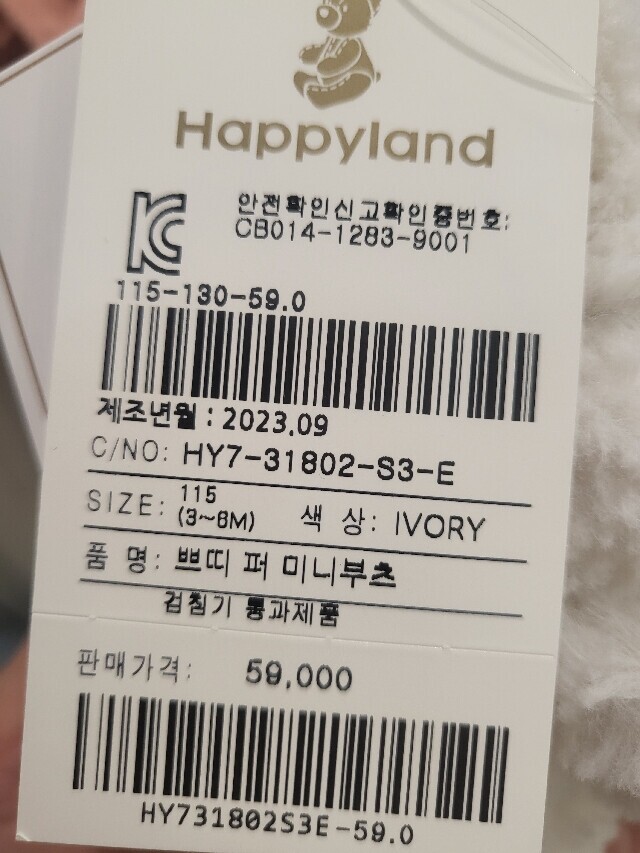 Happyland
안전확인신고확인증번호:
CB014-1283-9001
115-130-59.0
제조년월 : 2023.09
C/NO: HY7-31802-S3-E
SIZE: 115 (3~6M) 색 상: IVORY
품 명: 쁘띠 퍼 미니부츠
검침기 통과제품
판매가격: 59,000
HY731802S3E-59.0